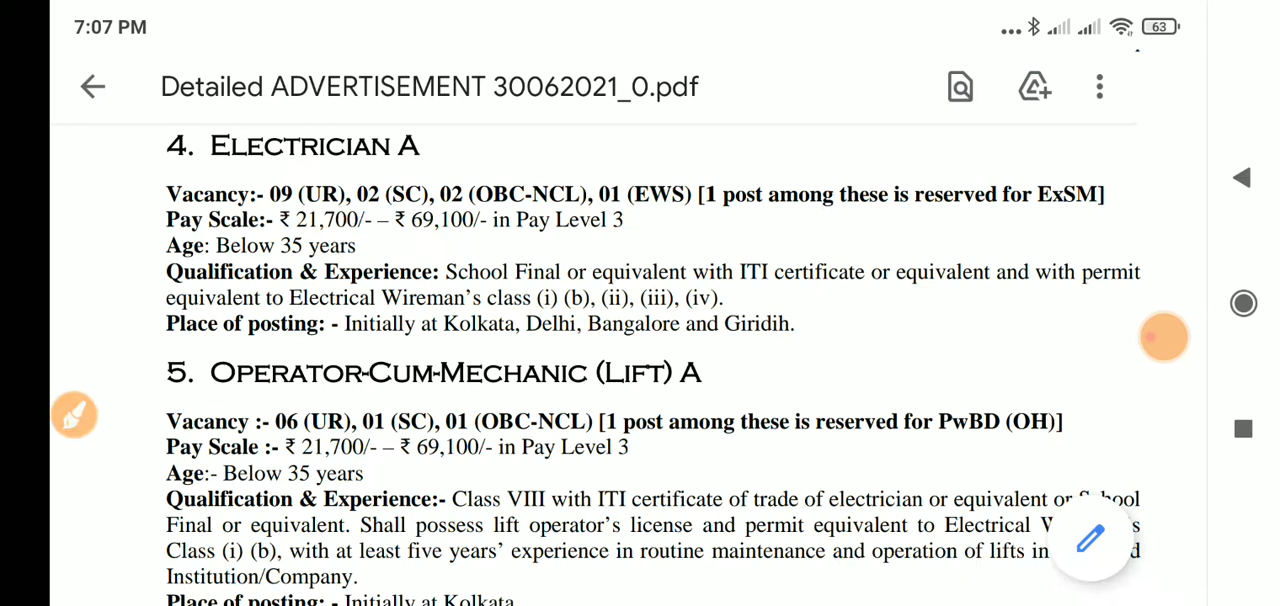 7:07 PM
63
Detailed ADVERTISEMENT 30062021_0.pdf
4. ELECTRICIAN A
Vacancy:- 09 (UR), 02 (SC), 02 (OBC-NCL), 01 (EWS) [1 post among these is reserved for ExSM]
Pay Scale:- ₹ 21,700/- – ₹ 69,100/- in Pay Level 3
Age: Below 35 years
Qualification & Experience: School Final or equivalent with ITI certificate or equivalent and with permit
equivalent to Electrical Wireman’s class (i) (b), (ii), (iii), (iv).
Place of posting: - Initially at Kolkata, Delhi, Bangalore and Giridih.
5. OPERATOR-CUM-MECHANIC (LIFT) A
Vacancy :- 06 (UR), 01 (SC), 01 (OBC-NCL) [1 post among these is reserved for PwBD (OH)]
Pay Scale :- ₹ 21,700/- – ₹ 69,100/- in Pay Level 3
Age:- Below 35 years
Qualification & Experience:- Class VIII with ITI certificate of trade of electrician or equivalent or
Final or equivalent. Shall possess lift operator’s license and permit equivalent to Electrical
Class (i) (b), with at least five years’ experience in routine maintenance and operation of lifts in
Institution/Company.
Place of posting: - Initially at Kolkata